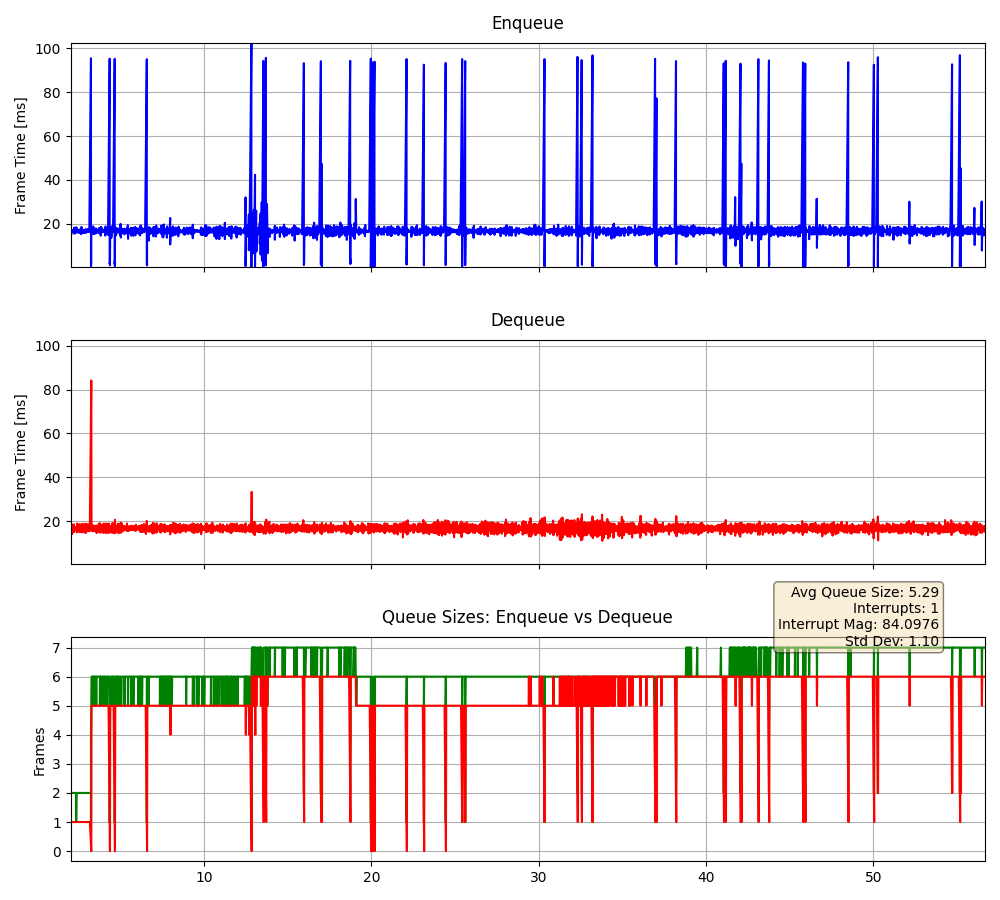 Enqueue
Frame Time [ms]
100
80
60
40
20
Dequeue
Frame Time [ms]
100
80
60
40
20
Avg Queue Size: 5.29
Interrupts: 1
Interrupt Mag: 84.0976
Std Dev: 1.10
Queue Sizes: Enqueue vs Dequeue
Frames
7
6
5
4
3
2
1
0
10 20 30 40 50